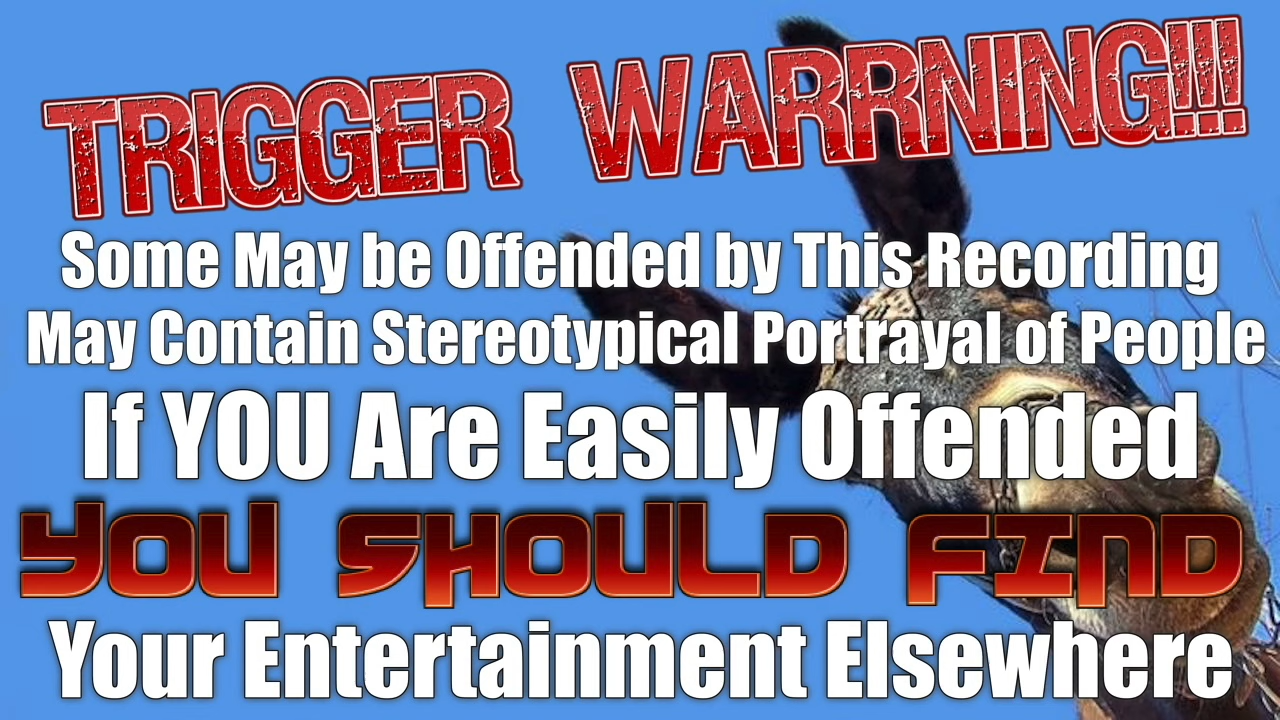 TRIGGER WARRNING!!!
Some May be Offended by This Recording
May Contain Stereotypical Portrayal of People
If YOU Are Easily Offended
YOU SHOULD FIND
Your Entertainment Elsewhere